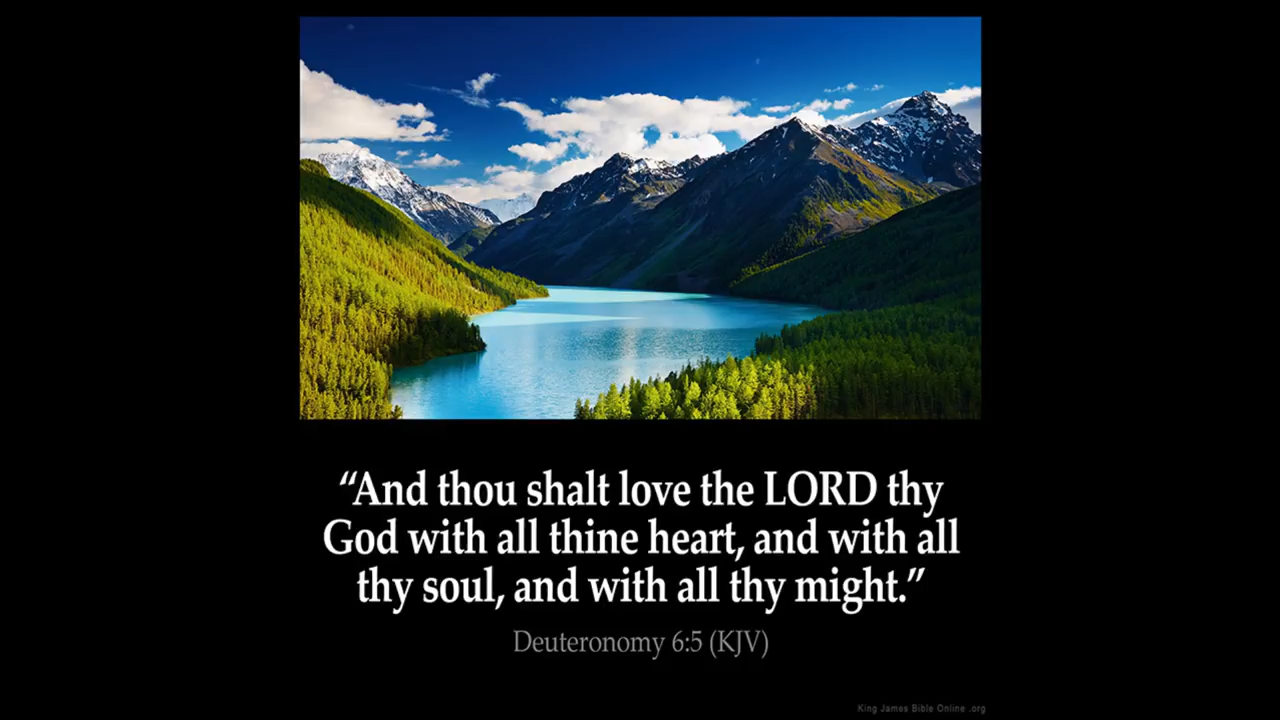 “And thou shalt love the LORD thy
God with all thine heart, and with all
thy soul, and with all thy might.”
Deuteronomy 6:5 (KJV)
King James Bible Online .org